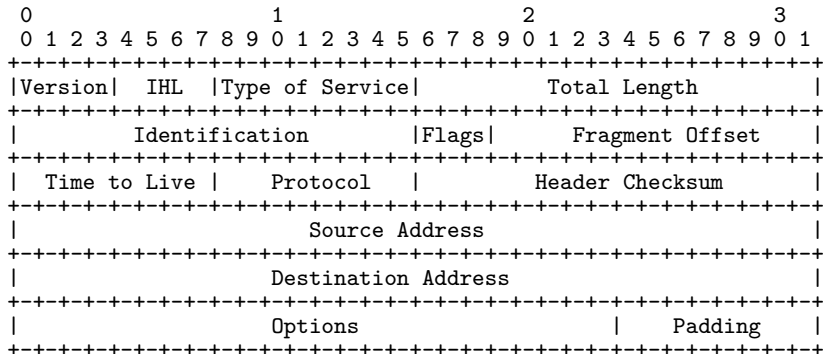 0                   1                   2                   3
0 1 2 3 4 5 6 7 8 9 0 1 2 3 4 5 6 7 8 9 0 1 2 3 4 5 6 7 8 9 0 1
+-+-+-+-+-+-+-+-+-+-+-+-+-+-+-+-+-+-+-+-+-+-+-+-+-+-+-+-+-+-+-+-+
|Version|  IHL  |Type of Service|          Total Length         |
+-+-+-+-+-+-+-+-+-+-+-+-+-+-+-+-+-+-+-+-+-+-+-+-+-+-+-+-+-+-+-+-+
|         Identification        |Flags|      Fragment Offset    |
+-+-+-+-+-+-+-+-+-+-+-+-+-+-+-+-+-+-+-+-+-+-+-+-+-+-+-+-+-+-+-+-+
|  Time to Live |    Protocol   |         Header Checksum       |
+-+-+-+-+-+-+-+-+-+-+-+-+-+-+-+-+-+-+-+-+-+-+-+-+-+-+-+-+-+-+-+-+
|                       Source Address                          |
+-+-+-+-+-+-+-+-+-+-+-+-+-+-+-+-+-+-+-+-+-+-+-+-+-+-+-+-+-+-+-+-+
|                    Destination Address                        |
+-+-+-+-+-+-+-+-+-+-+-+-+-+-+-+-+-+-+-+-+-+-+-+-+-+-+-+-+-+-+-+-+
|                    Options                    |    Padding    |
+-+-+-+-+-+-+-+-+-+-+-+-+-+-+-+-+-+-+-+-+-+-+-+-+-+-+-+-+-+-+-+-+